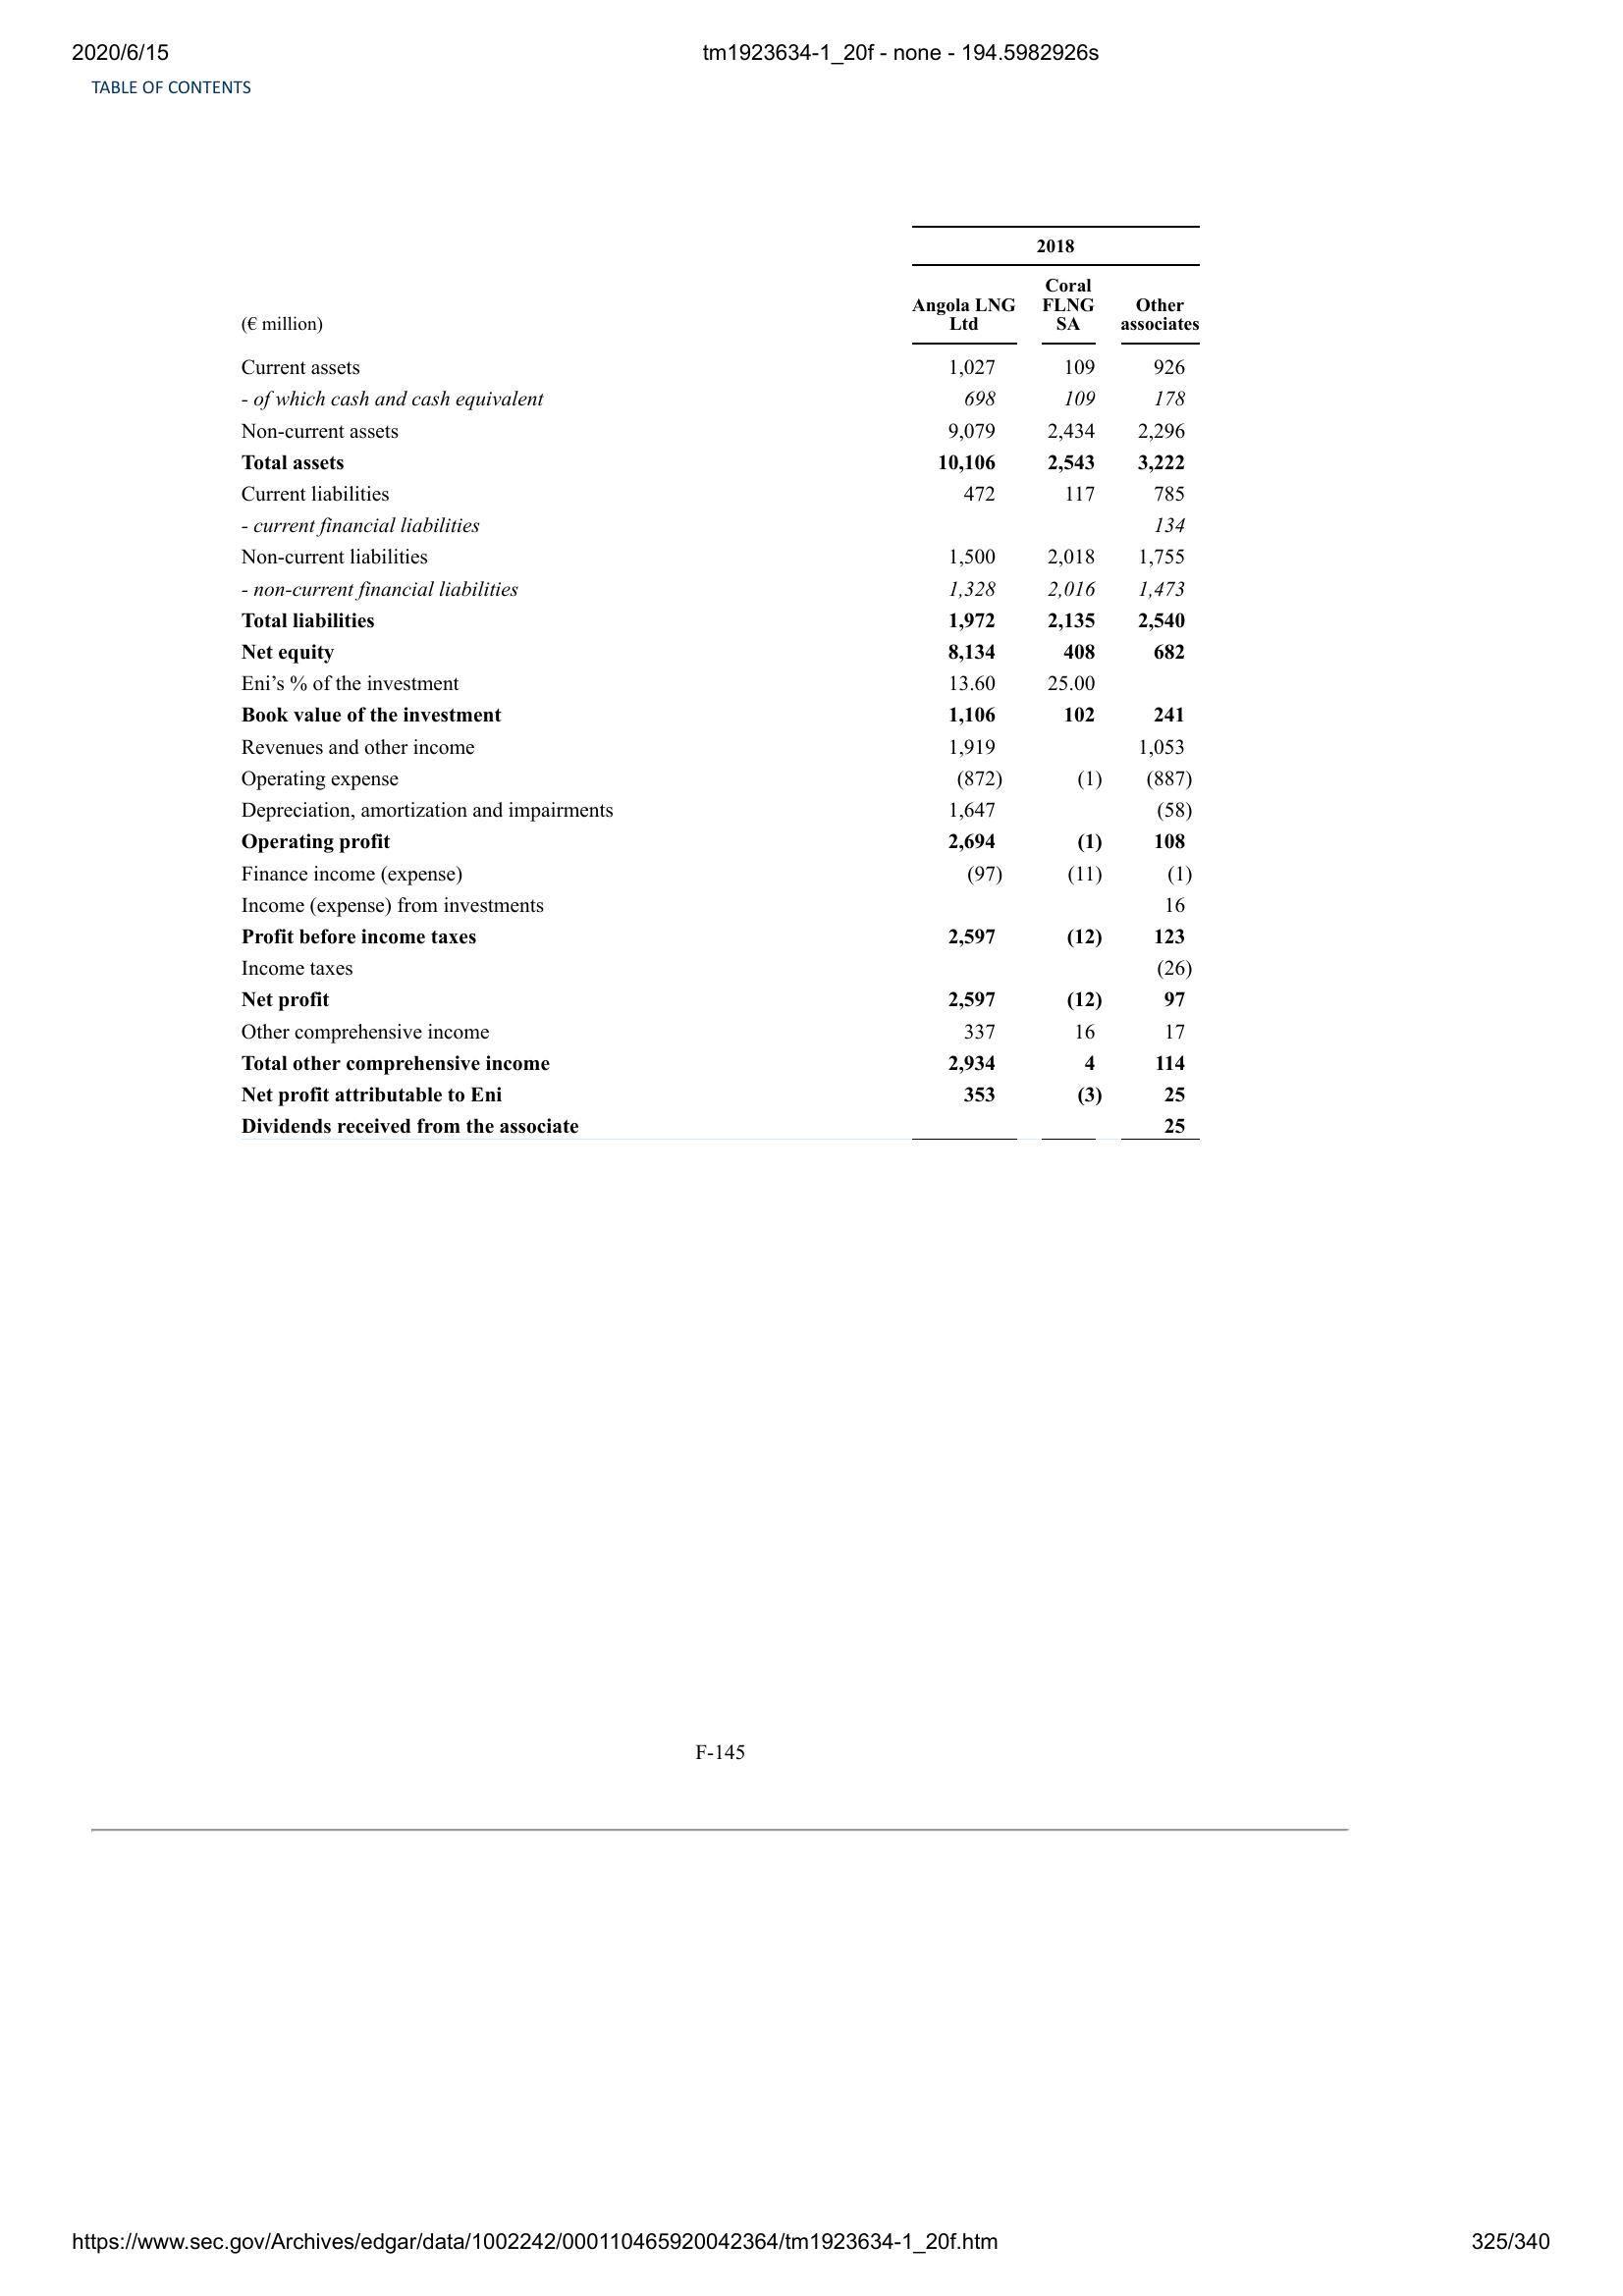 2020/6/15 tm1923634-1_20f - none - 194.5982926s
TABLE OF CONTENTS
2018
(€ million) Angola LNG Ltd Coral FLNG SA Other associates
Current assets 1,027 109 926
- of which cash and cash equivalent 698 109 178
Non-current assets 9,079 2,434 2,296
Total assets 10,106 2,543 3,222
Current liabilities 472 117 785
- current financial liabilities 134
Non-current liabilities 1,500 2,018 1,755
- non-current financial liabilities 1,328 2,016 1,473
Total liabilities 1,972 2,135 2,540
Net equity 8,134 408 682
Eni’s % of the investment 13.60 25.00
Book value of the investment 1,106 102 241
Revenues and other income 1,919 1,053
Operating expense (872) (1) (887)
Depreciation, amortization and impairments 1,647 (58)
Operating profit 2,694 (1) 108
Finance income (expense) (97) (11) (1)
Income (expense) from investments 16
Profit before income taxes 2,597 (12) 123
Income taxes (26)
Net profit 2,597 (12) 97
Other comprehensive income 337 16 17
Total other comprehensive income 2,934 4 114
Net profit attributable to Eni 353 (3) 25
Dividends received from the associate 25
F-145
https://www.sec.gov/Archives/edgar/data/1002242/000110465920042364/tm1923634-1_20f.htm 325/340